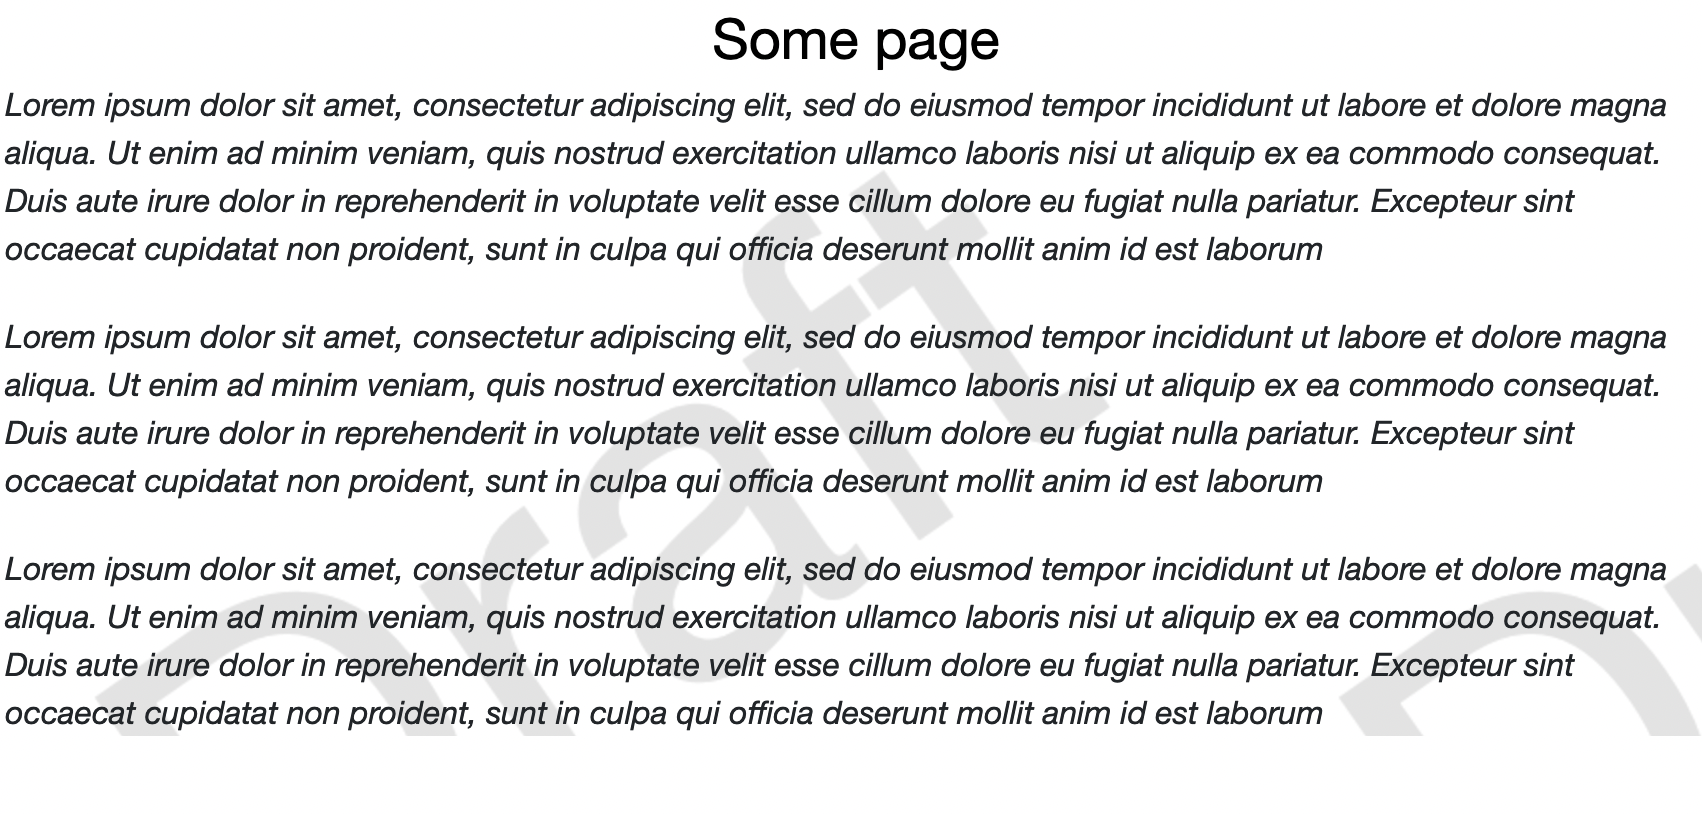 Some page
Lorem ipsum dolor sit amet, consectetur adipiscing elit, sed do eiusmod tempor incididunt ut labore et dolore magna
aliqua. Ut enim ad minim veniam, quis nostrud exercitation ullamco laboris nisi ut aliquip ex ea commodo consequat.
Duis aute irure dolor in reprehenderit in voluptate velit esse cillum dolore eu fugiat nulla pariatur. Excepteur sint
occaecat cupidatat non proident, sunt in culpa qui officia deserunt mollit anim id est laborum
Lorem ipsum dolor sit amet, consectetur adipiscing elit, sed do eiusmod tempor incididunt ut labore et dolore magna
aliqua. Ut enim ad minim veniam, quis nostrud exercitation ullamco laboris nisi ut aliquip ex ea commodo consequat.
Duis aute irure dolor in reprehenderit in voluptate velit esse cillum dolore eu fugiat nulla pariatur. Excepteur sint
occaecat cupidatat non proident, sunt in culpa qui officia deserunt mollit anim id est laborum
Lorem ipsum dolor sit amet, consectetur adipiscing elit, sed do eiusmod tempor incididunt ut labore et dolore magna
aliqua. Ut enim ad minim veniam, quis nostrud exercitation ullamco laboris nisi ut aliquip ex ea commodo consequat.
Duis aute irure dolor in reprehenderit in voluptate velit esse cillum dolore eu fugiat nulla pariatur. Excepteur sint
occaecat cupidatat non proident, sunt in culpa qui officia deserunt mollit anim id est laborum
Draft